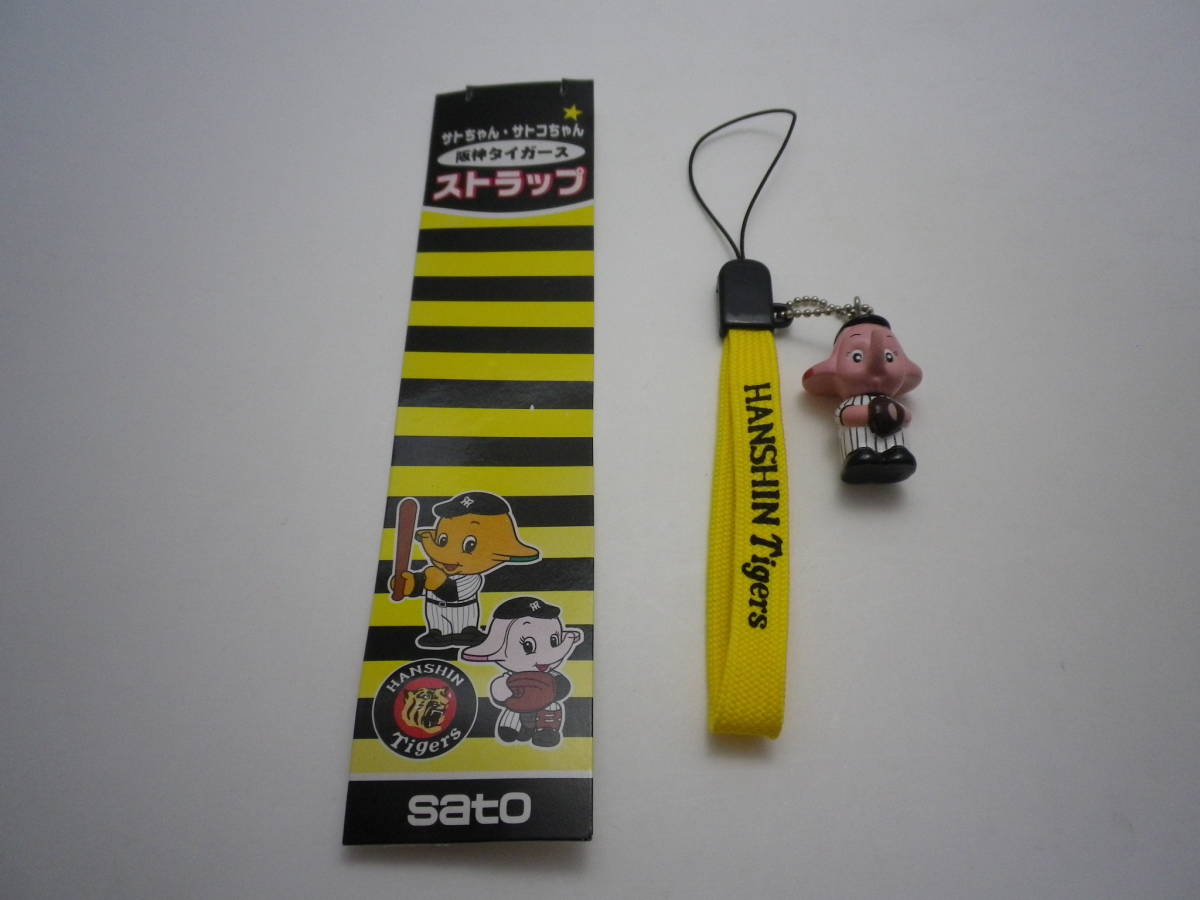 サトちゃん・サトコちゃん
阪神タイガース
ストラップ
HANSHIN
Tigers
sato
HANSHIN Tigers